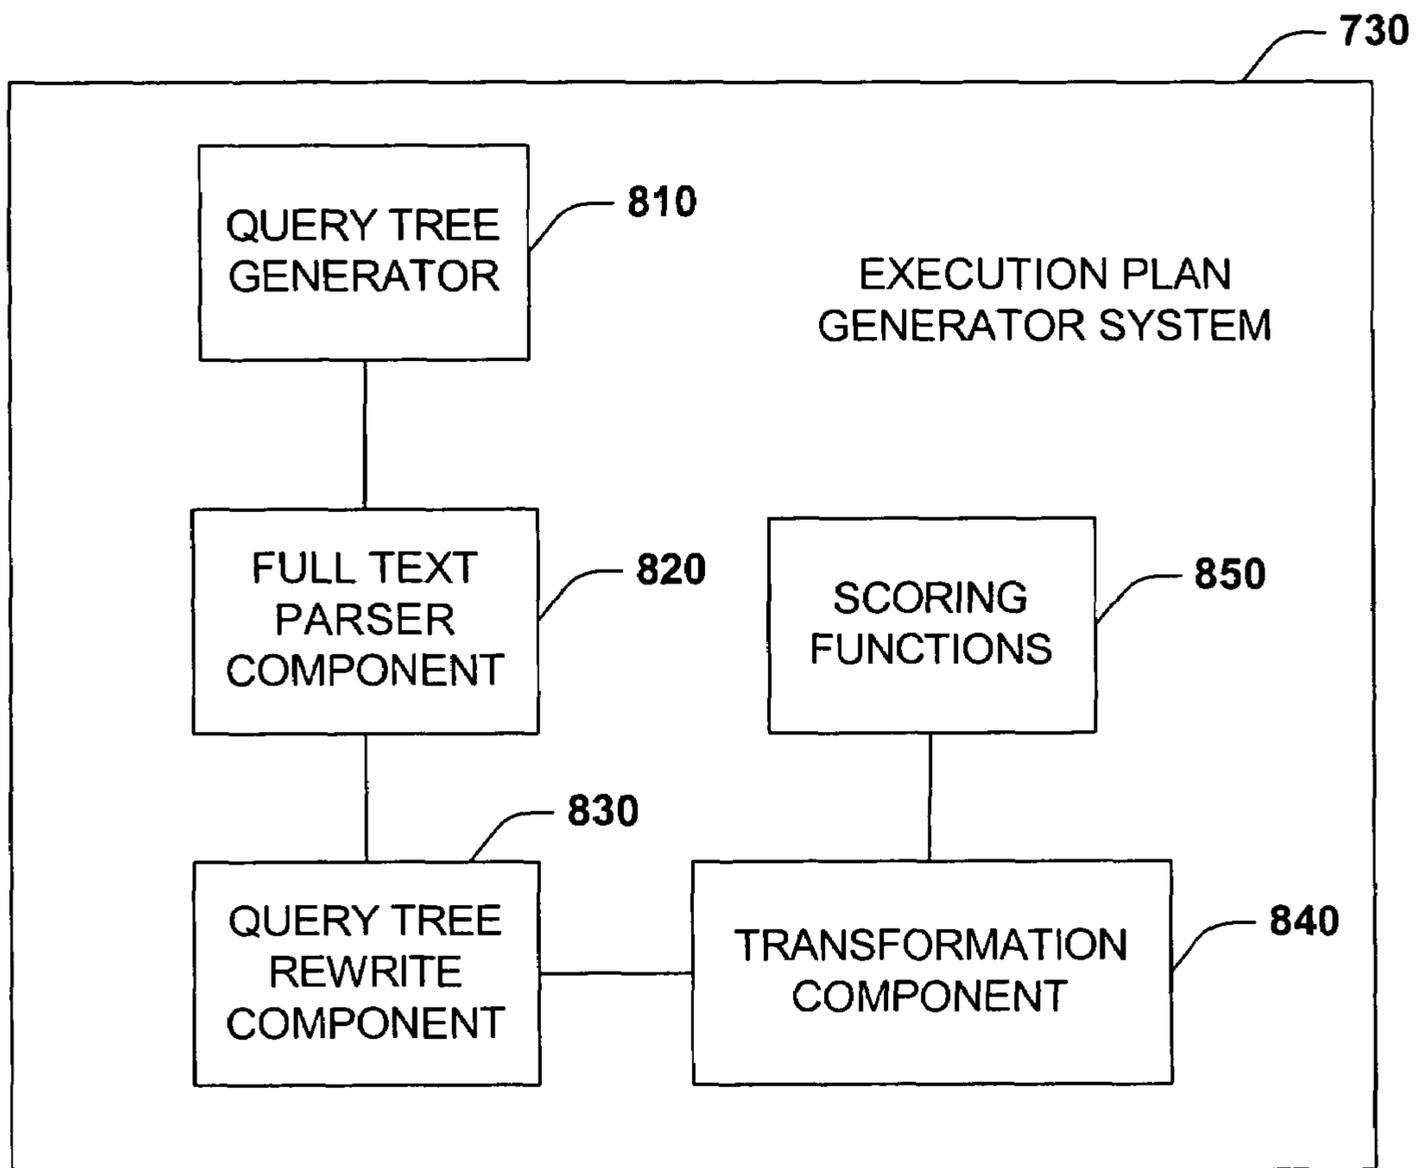 730
QUERY TREE
GENERATOR
810
EXECUTION PLAN
GENERATOR SYSTEM
FULL TEXT
PARSER
COMPONENT
820
SCORING
FUNCTIONS
850
830
QUERY TREE
REWRITE
COMPONENT
TRANSFORMATION
COMPONENT
840